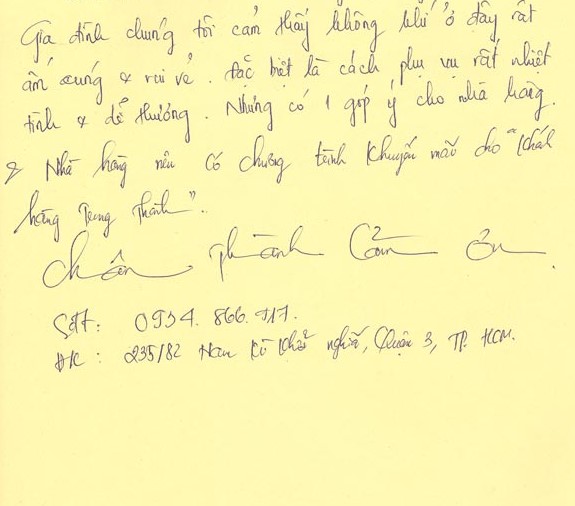 Gia đình chúng tôi cảm thấy không khí ở đây rất
ấm cúng & vui vẻ. Đặc biệt là cách phục vụ rất nhiệt
tình & dễ thương. Nhưng có 1 góp ý cho nhà hàng.
Nhà hàng nên có chương trình khuyến mãi cho "khách
hàng Trung thành".
Chân thành Cảm ơn
SĐT: 0934. 866. 717.
ĐC: 235/82 Nam Kì Khởi nghĩa, Quận 3, TP. HCM.